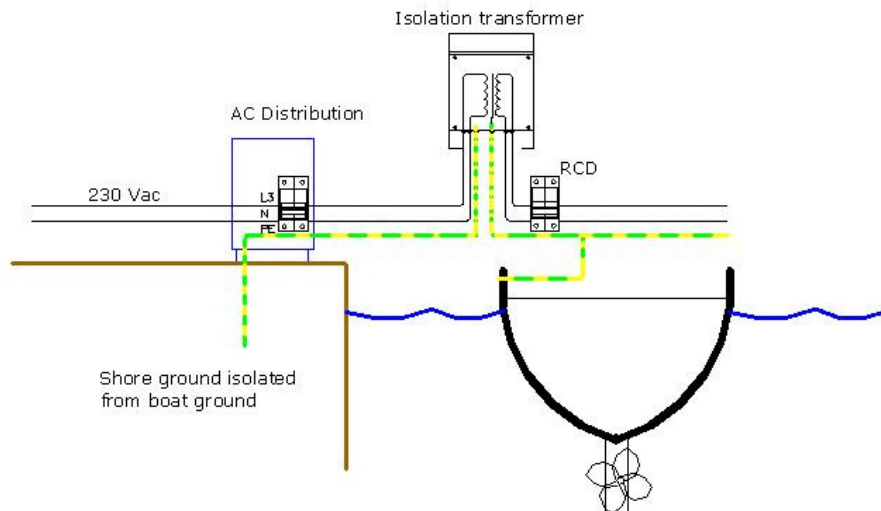 Isolation transformer
AC Distribution
RCD
230 Vac
L3
N
PE
Shore ground isolated
from boat ground